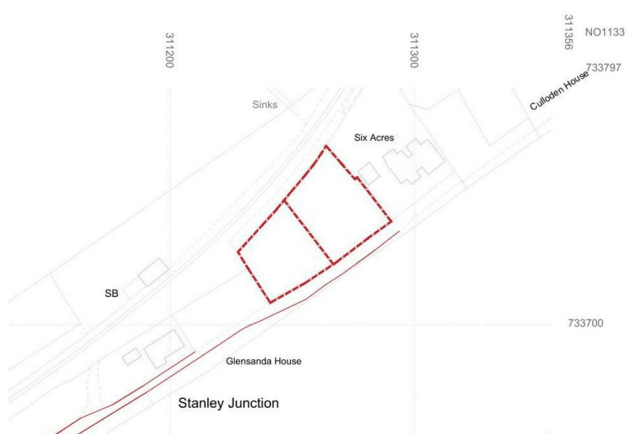 311200
311300
311356
NO1133
733797
Culloden House
Sinks
Six Acres
SB
733700
Glensanda House
Stanley Junction